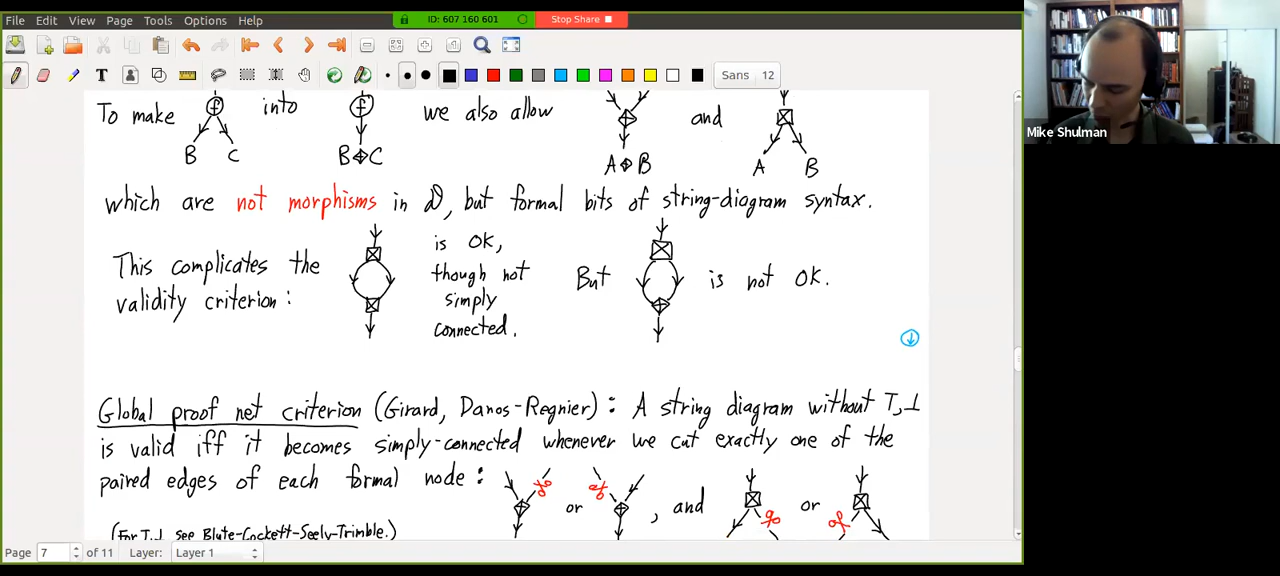 File Edit View Page Tools Options Help
ID: 607 160 601
Stop Share
Sans 12
To make f into f we also allow and
B C B C A B A B
which are not morphisms in D, but formal bits of string-diagram syntax.
This complicates the
validity criterion:
is OK,
though not
simply
connected.
But is not OK.
Global proof net criterion (Girard, Danos-Regnier): A string diagram without ⊤,⊥
is valid iff it becomes simply-connected whenever we cut exactly one of the
paired edges of each formal node:
or , and or
(For ⊤,⊥ see Blute-Cockett-Seely-Trimble.)
Page 7 of 11 Layer: Layer 1
Mike Shulman